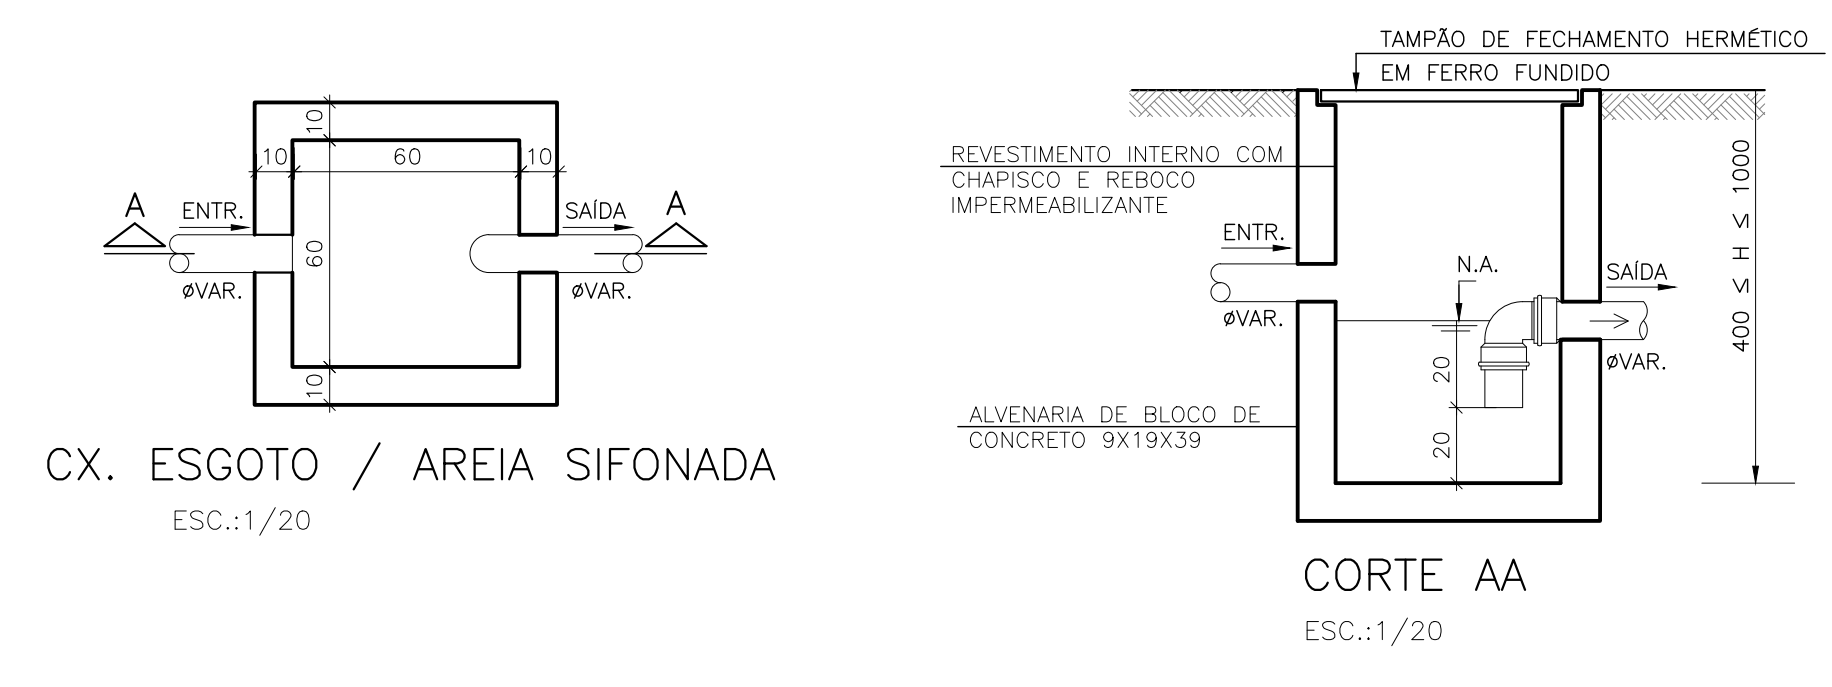 10
10
60
10
A
ENTR.
SAÍDA
A
60
ØVAR.
ØVAR.
10
CX. ESGOTO / AREIA SIFONADA
ESC.:1/20
TAMPÃO DE FECHAMENTO HERMÉTICO
EM FERRO FUNDIDO
REVESTIMENTO INTERNO COM
CHAPISCO E REBOCO
IMPERMEABILIZANTE
ENTR.
ØVAR.
N.A.
SAÍDA
ØVAR.
400 ≤ H ≤ 1000
20
20
ALVENARIA DE BLOCO DE
CONCRETO 9X19X39
CORTE AA
ESC.:1/20